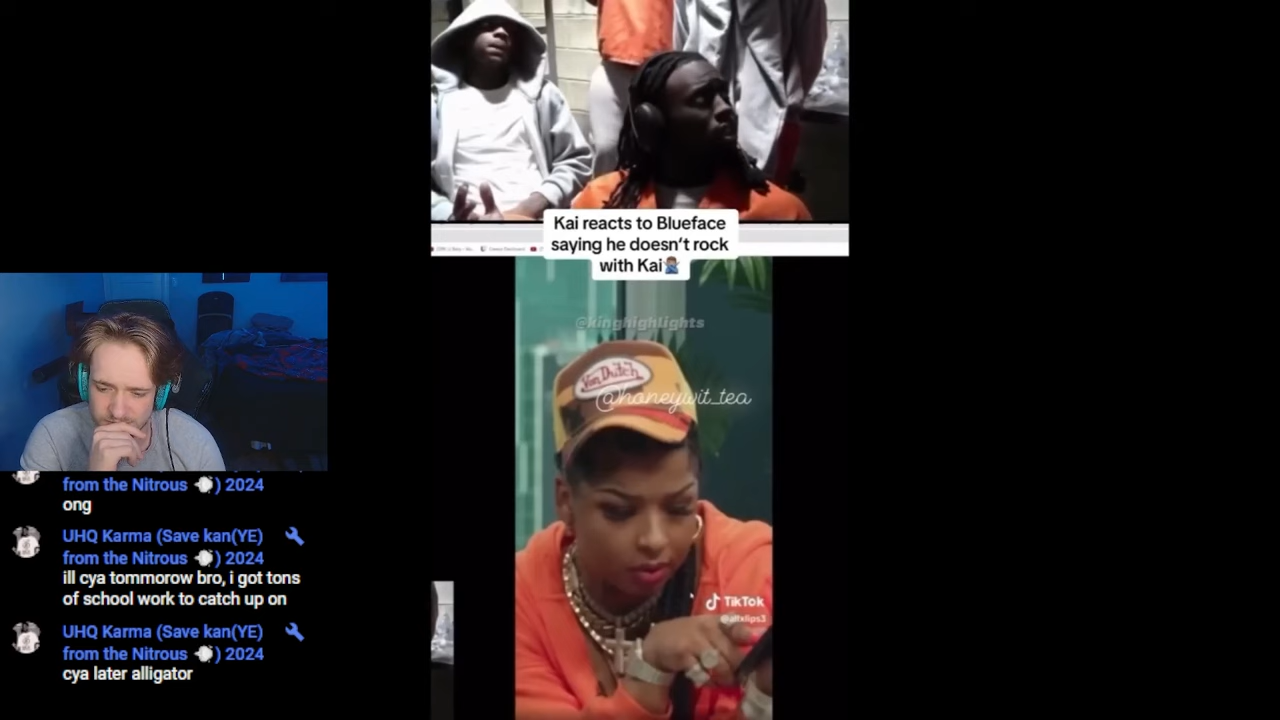 Kai reacts to Blueface
saying he doesn't rock
with Kai🤦🏾‍♂️
@kinghighlights
Von Dutch
@honeywit_tea
TikTok
from the Nitrous 💨) 2024
ong
UHQ Karma (Save kan(YE)
from the Nitrous 💨) 2024
ill cya tommorow bro, i got tons
of school work to catch up on
UHQ Karma (Save kan(YE)
from the Nitrous 💨) 2024
cya later alligator